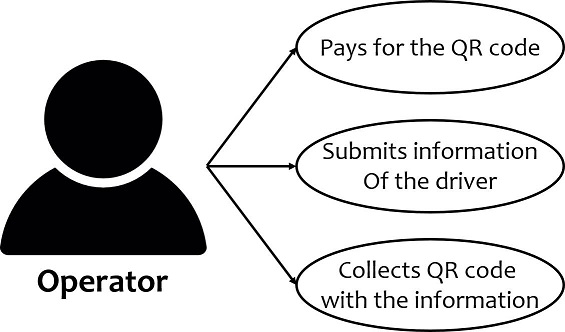 Pays for the QR code
Submits information
Of the driver
Operator
Collects QR code
with the information